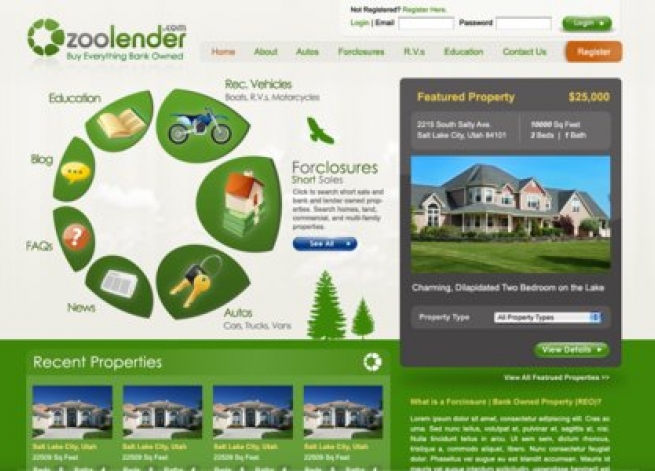 Not Registered? Register Here.
Login | Email
Password
Login
zoolender.com
Buy Everything Bank Owned
Home
About
Autos
Forclosures
R.V.s
Education
Contact Us
Register
Education
Rec. Vehicles
Boats, R.V.s, Motorcycles
Blog
FAQs
News
Autos
Cars, Trucks, Vans
Forclosures
Short Sales
Click to search short sale and
bank and lender owned prop-
erties. Search homes, land,
commercial, and multi-family
properties.
See All
Featured Property
$25,000
2215 South Salty Ave.
Salt Lake City, Utah 84101
10000 Sq Feet
2 Beds | 1 Bath
Charming, Dilapidated Two Bedroom on the Lake
Property Type
All Property Types
View Details
View All Featrued Properties >>
Recent Properties
Salt Lake City, Utah
22509 Sq Feet
Salt Lake City, Utah
22509 Sq Feet
Salt Lake City, Utah
22509 Sq Feet
Salt Lake City, Utah
22509 Sq Feet
What is a Forclosure | Bank Owned Property (REO)?
Lorem ipsum dolor sit amet, consectetur adipiscing elit. Cras ac
urna. Sed nunc tellus, volutpat et, pulvinar et, sagittis et, nisi.
Nulla tincidunt tellus in arcu. Ut sem sem, dictum rhoncus,
tristique a, commodo aliquet, libero. Nunc consectetur feugiat
dolor. Phasellus vel augue eu est blandit accumsan. Mauris id